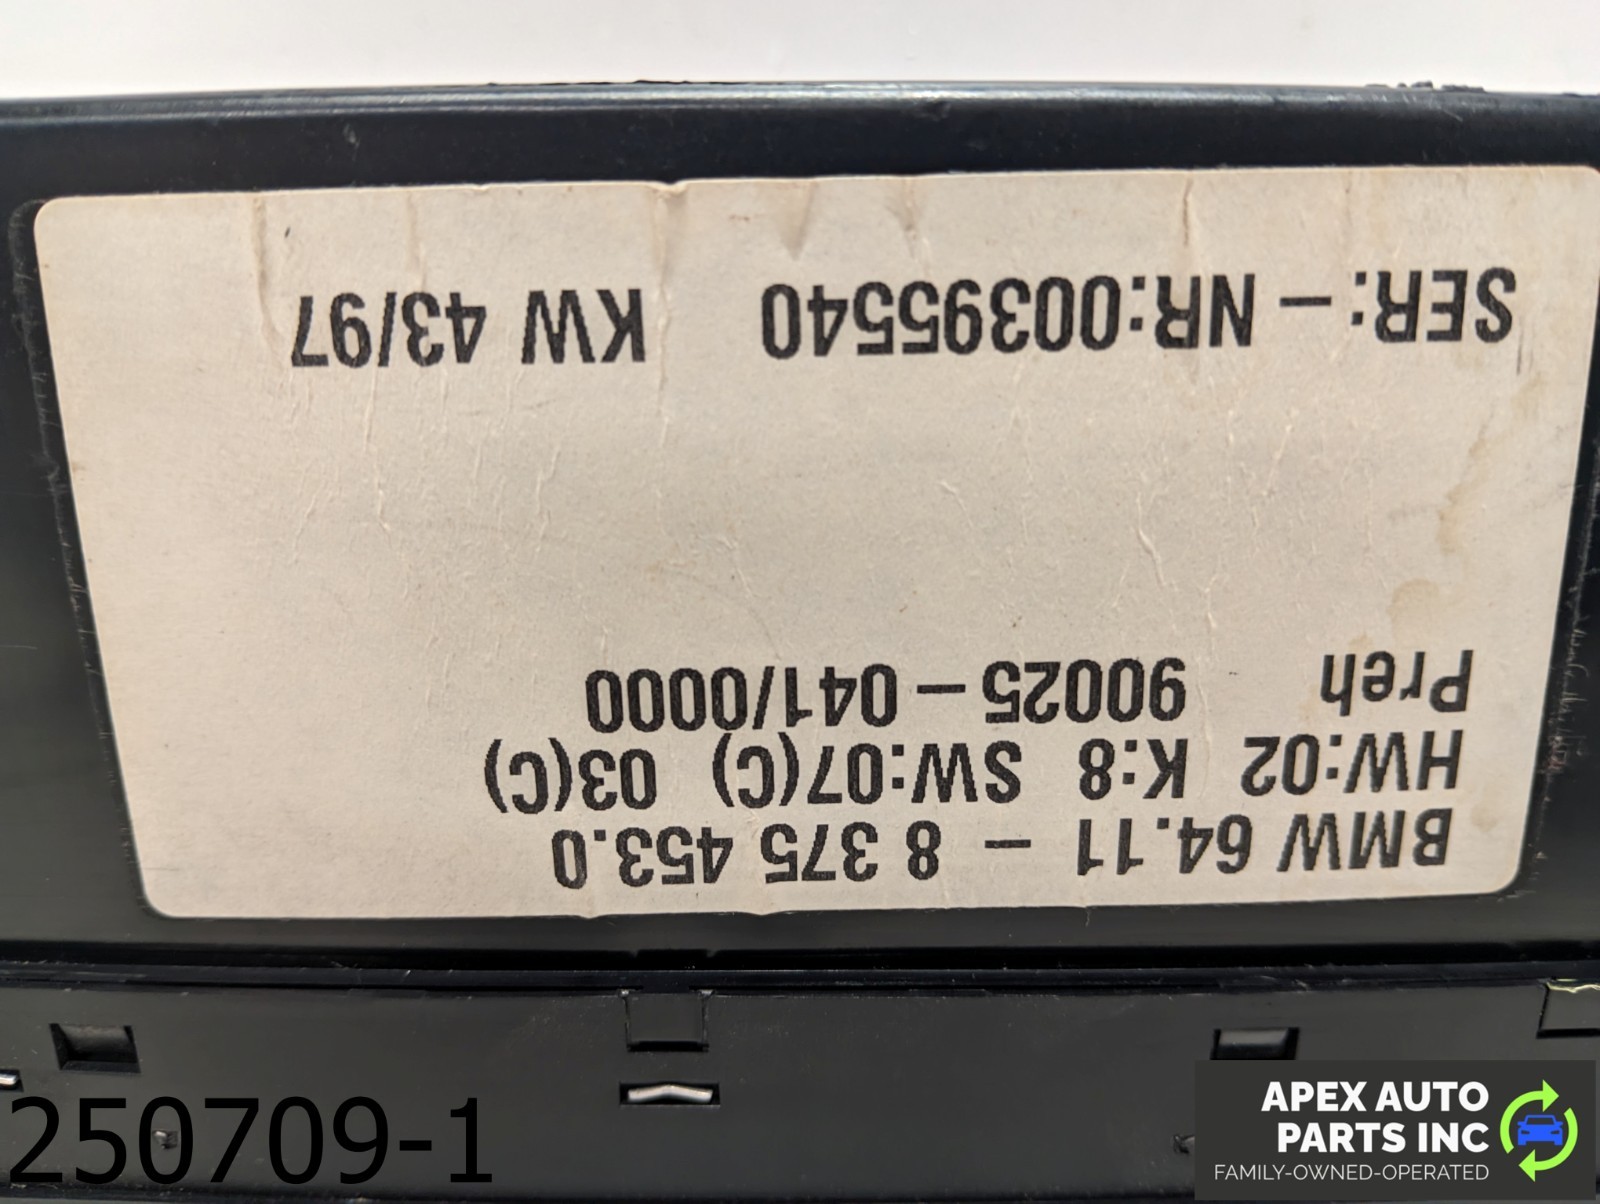 BMW 64.11 - 8 375 453.0
HW:02 K:8 SW:07(C) 03(C)
Preh 90025-041/0000
SER:-NR:00395540 KW 43/97
250709-1
APEX AUTO
PARTS INC
FAMILY-OWNED-OPERATED